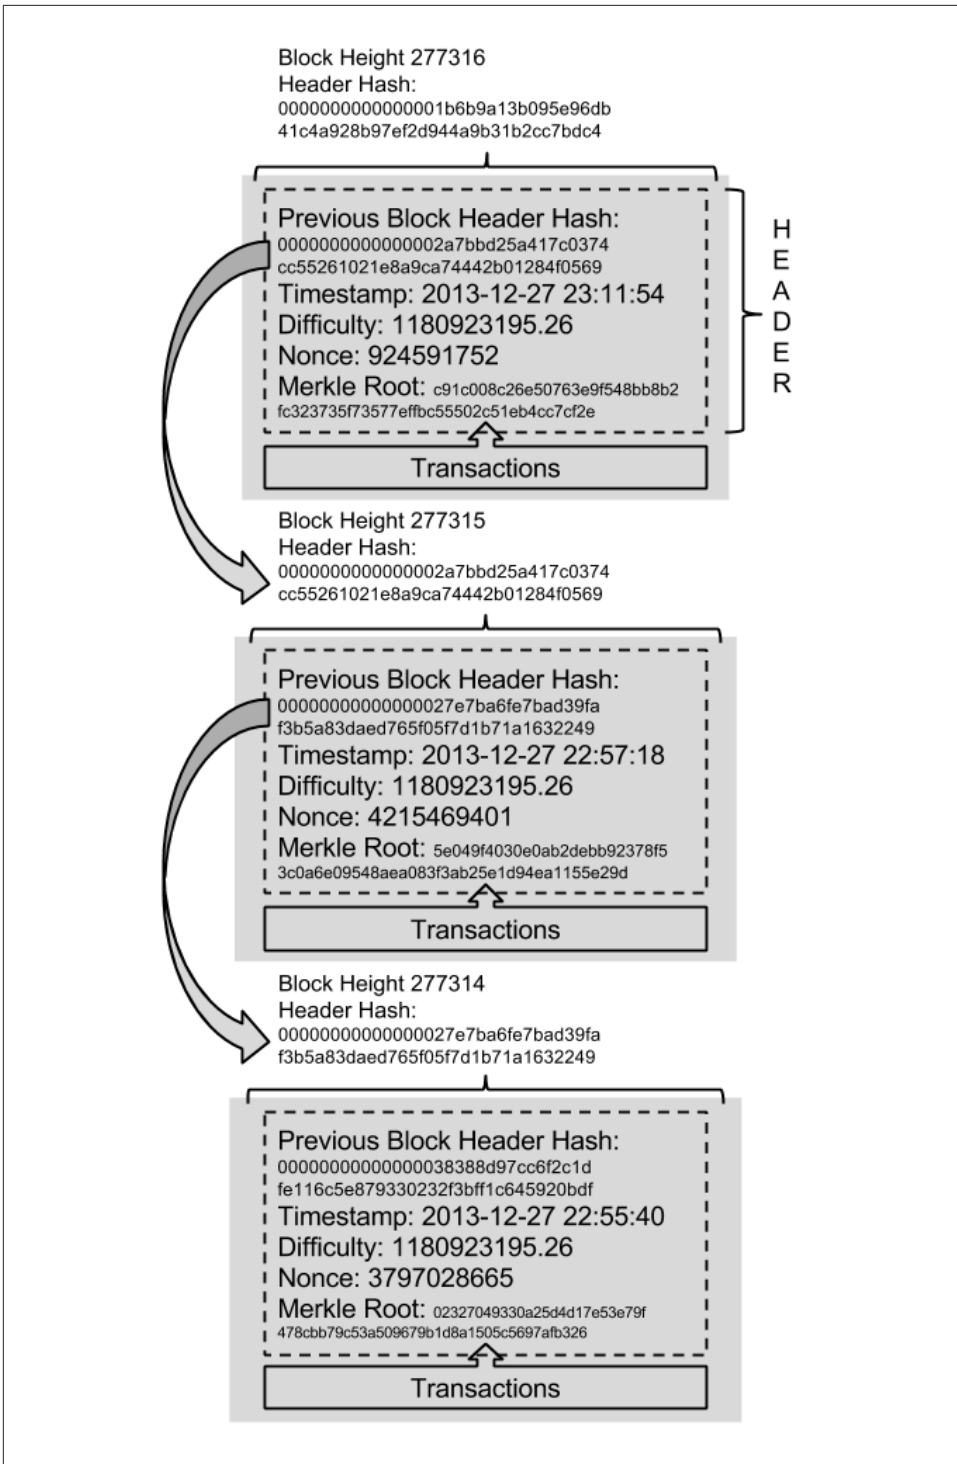 Block Height 277316
Header Hash:
0000000000000001b6b9a13b095e96db
41c4a928b97ef2d944a9b31b2cc7bdc4
Previous Block Header Hash:
0000000000000002a7bbd25a417c0374
cc55261021e8a9ca74442b01284f0569
Timestamp: 2013-12-27 23:11:54
Difficulty: 1180923195.26
Nonce: 924591752
Merkle Root: c91c008c26e50763e9f548bb8b2
fc323735f73577effbc55502c51eb4cc7cf2e
Transactions
HEADER
Block Height 277315
Header Hash:
0000000000000002a7bbd25a417c0374
cc55261021e8a9ca74442b01284f0569
Previous Block Header Hash:
00000000000000027e7ba6fe7bad39fa
f3b5a83daed765f05f7d1b71a1632249
Timestamp: 2013-12-27 22:57:18
Difficulty: 1180923195.26
Nonce: 4215469401
Merkle Root: 5e049f4030e0ab2debb92378f5
3c0a6e09548aea083f3ab25e1d94ea1155e29d
Transactions
Block Height 277314
Header Hash:
00000000000000027e7ba6fe7bad39fa
f3b5a83daed765f05f7d1b71a1632249
Previous Block Header Hash:
00000000000000038388d97cc6f2c1d
fe116c5e879330232f3bff1c645920bdf
Timestamp: 2013-12-27 22:55:40
Difficulty: 1180923195.26
Nonce: 3797028665
Merkle Root: 02327049330a25d4d17e53e79f
478cbb79c53a509679b1d8a1505c5697afb326
Transactions